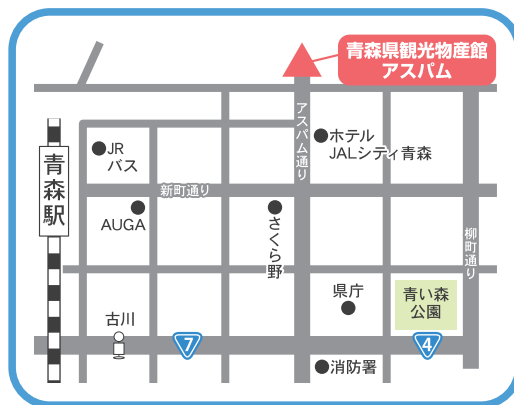 青森県観光物産館
アスパム
アスパム通り
ホテル
JALシティ青森
JR
バス
青森駅
新町通り
AUGA
さくら野
柳町通り
県庁
青い森
公園
古川
7
4
消防署